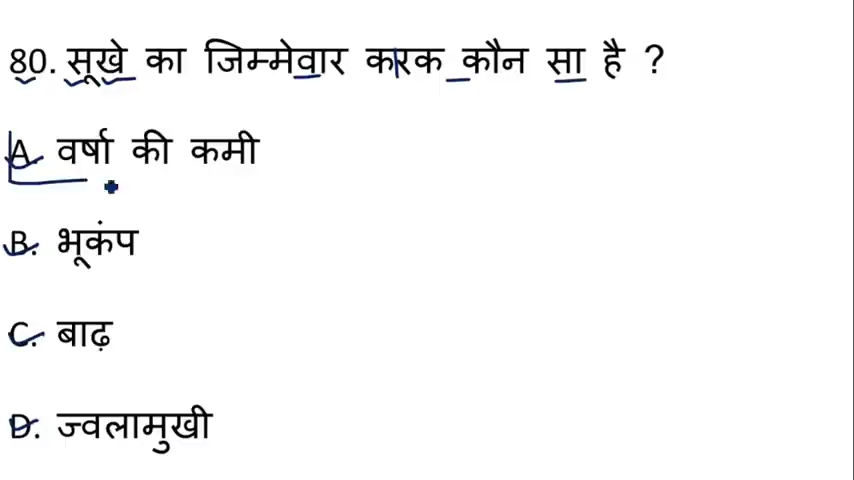 80. सूखे का जिम्मेवार करक कौन सा है ?
A. वर्षा की कमी
B. भूकंप
C. बाढ़
D. ज्वलामुखी